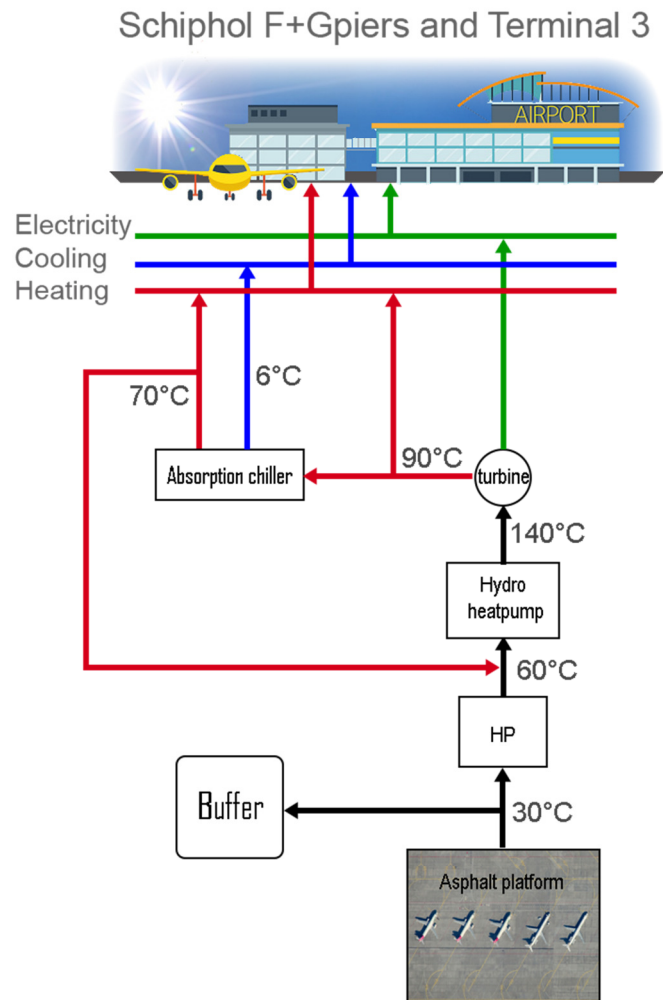 Schiphol F+Gpiers and Terminal 3
AIRPORT
Electricity
Cooling
Heating
70°C
6°C
90°C
Absorption chiller
turbine
140°C
Hydro
heatpump
60°C
HP
Buffer
30°C
Asphalt platform